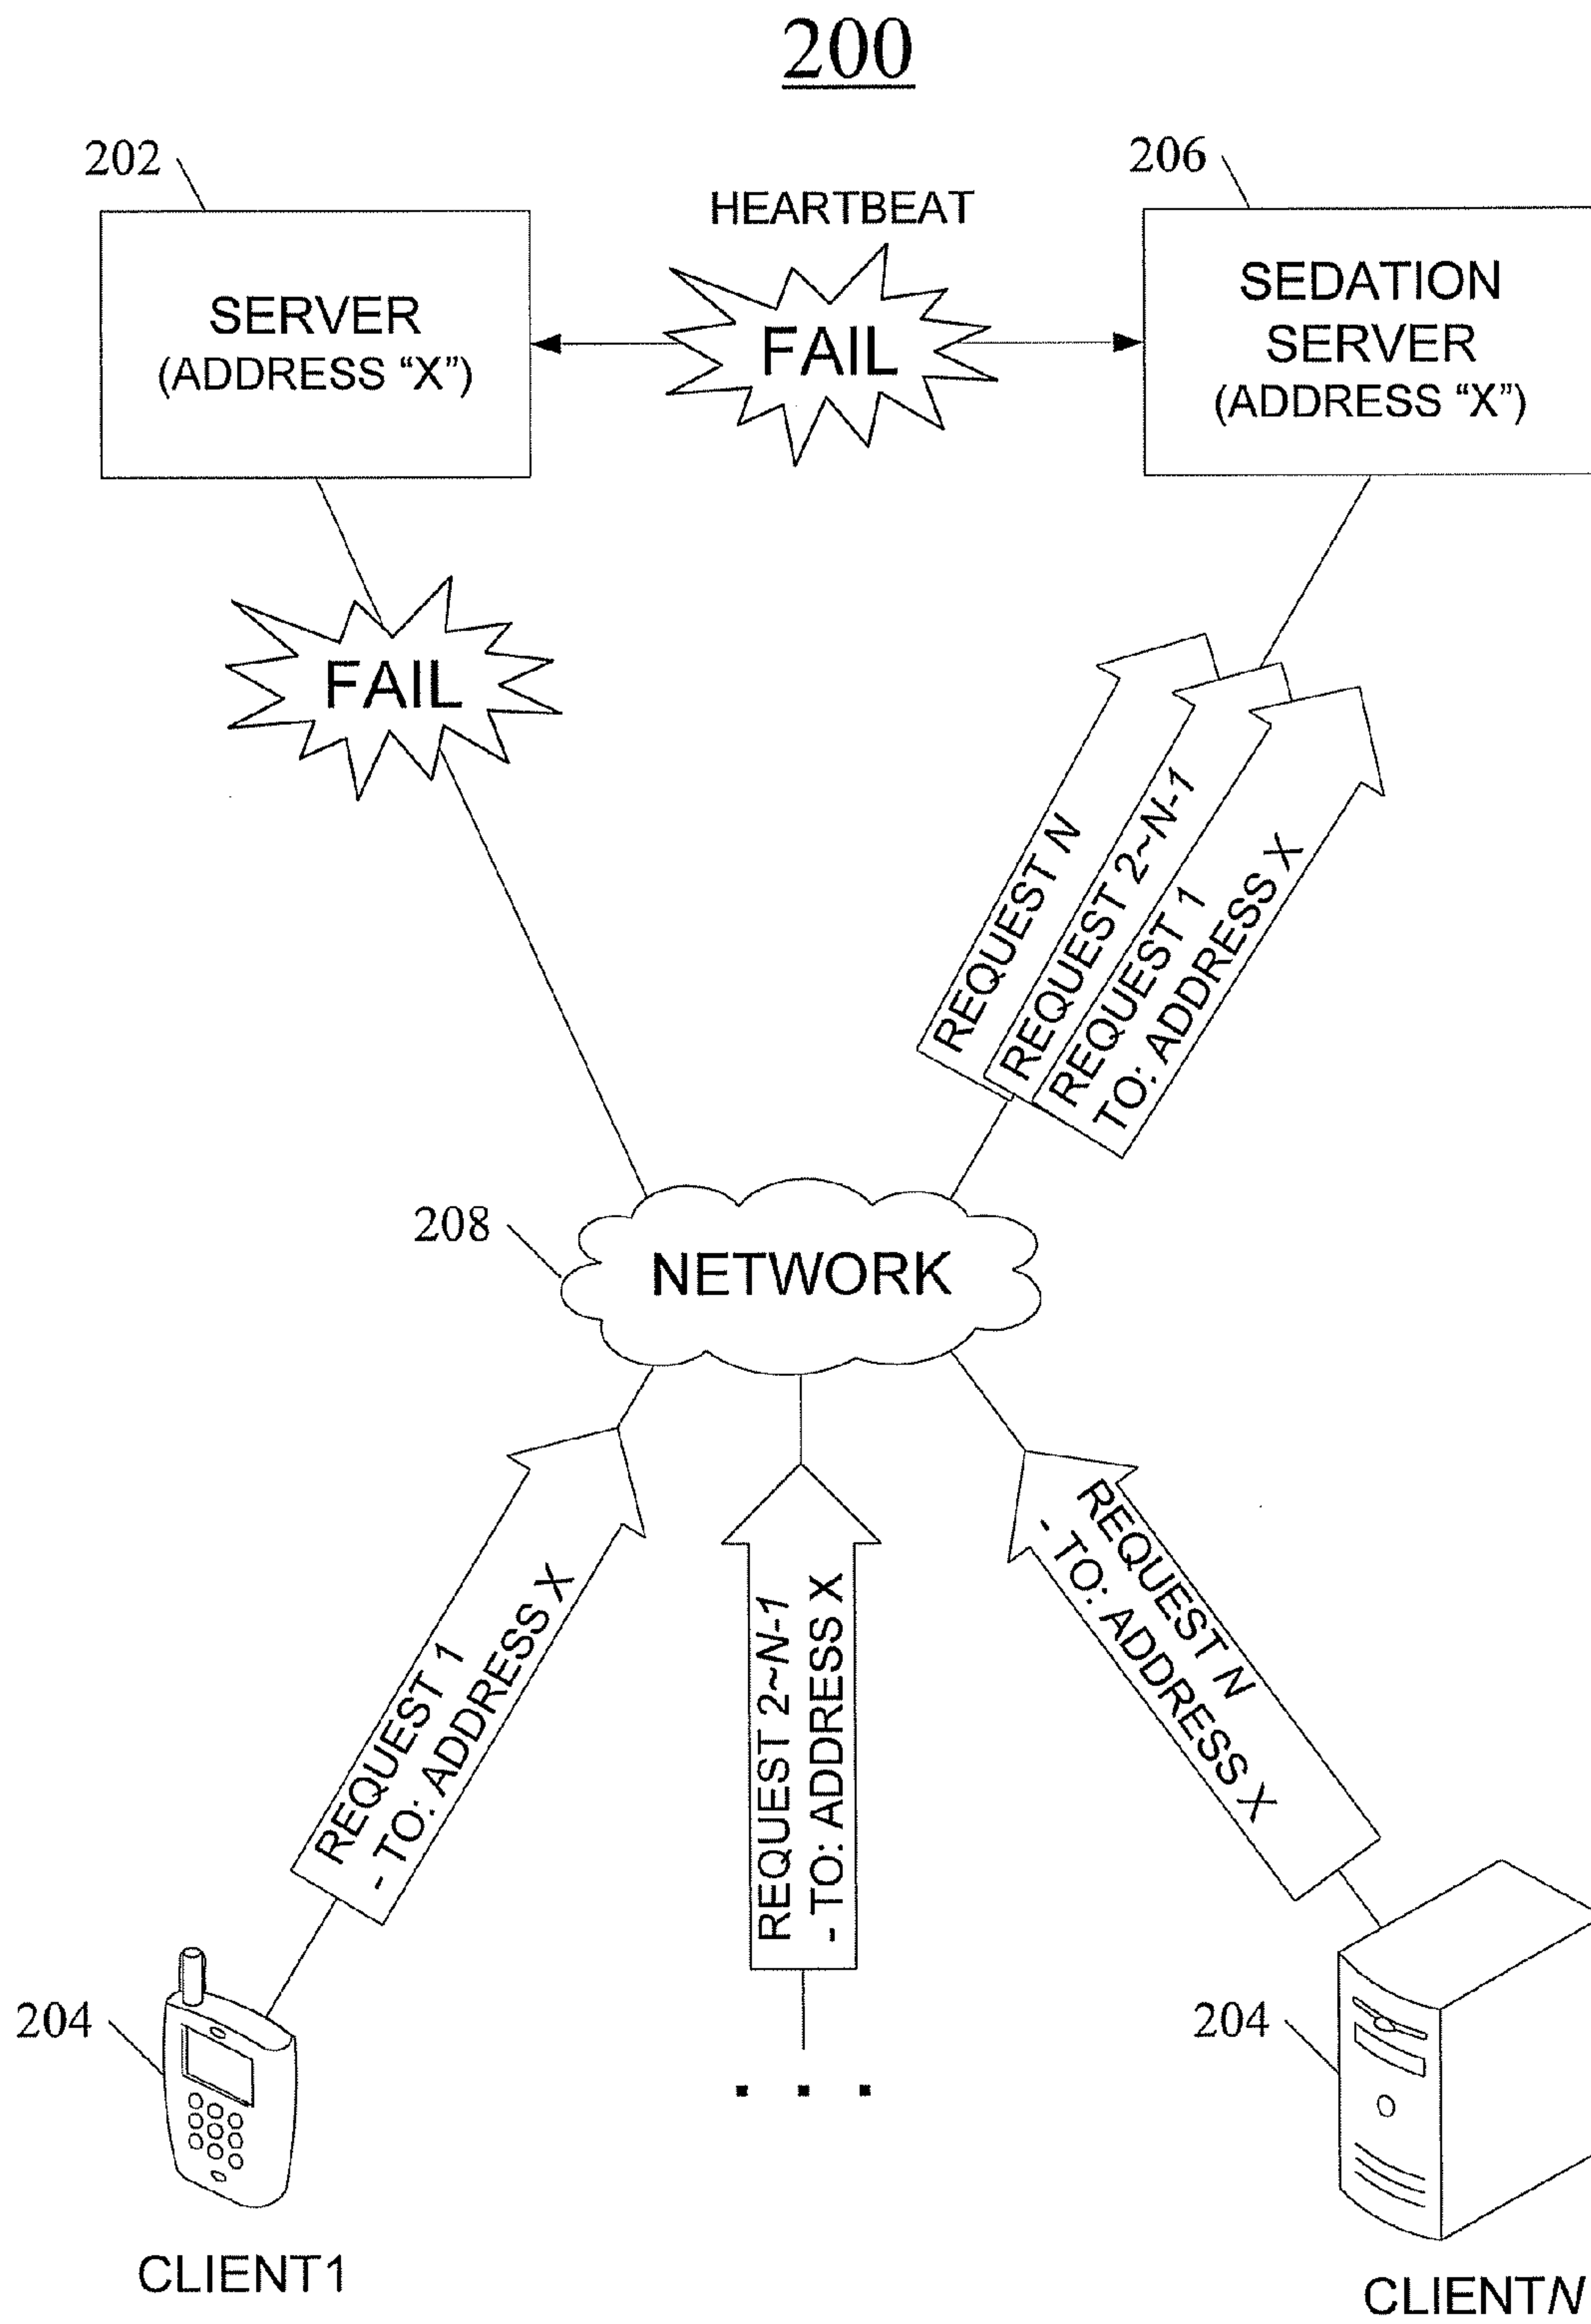 200
202
206
HEARTBEAT
SERVER
(ADDRESS “X”)
FAIL
SEDATION
SERVER
(ADDRESS “X”)
FAIL
REQUEST N
REQUEST 2~N-1
REQUEST 1
TO: ADDRESS X
208
NETWORK
REQUEST 1
- TO: ADDRESS X
REQUEST 2~N-1
- TO: ADDRESS X
REQUEST N
- TO: ADDRESS X
204
204
. . .
CLIENT1
CLIENTN